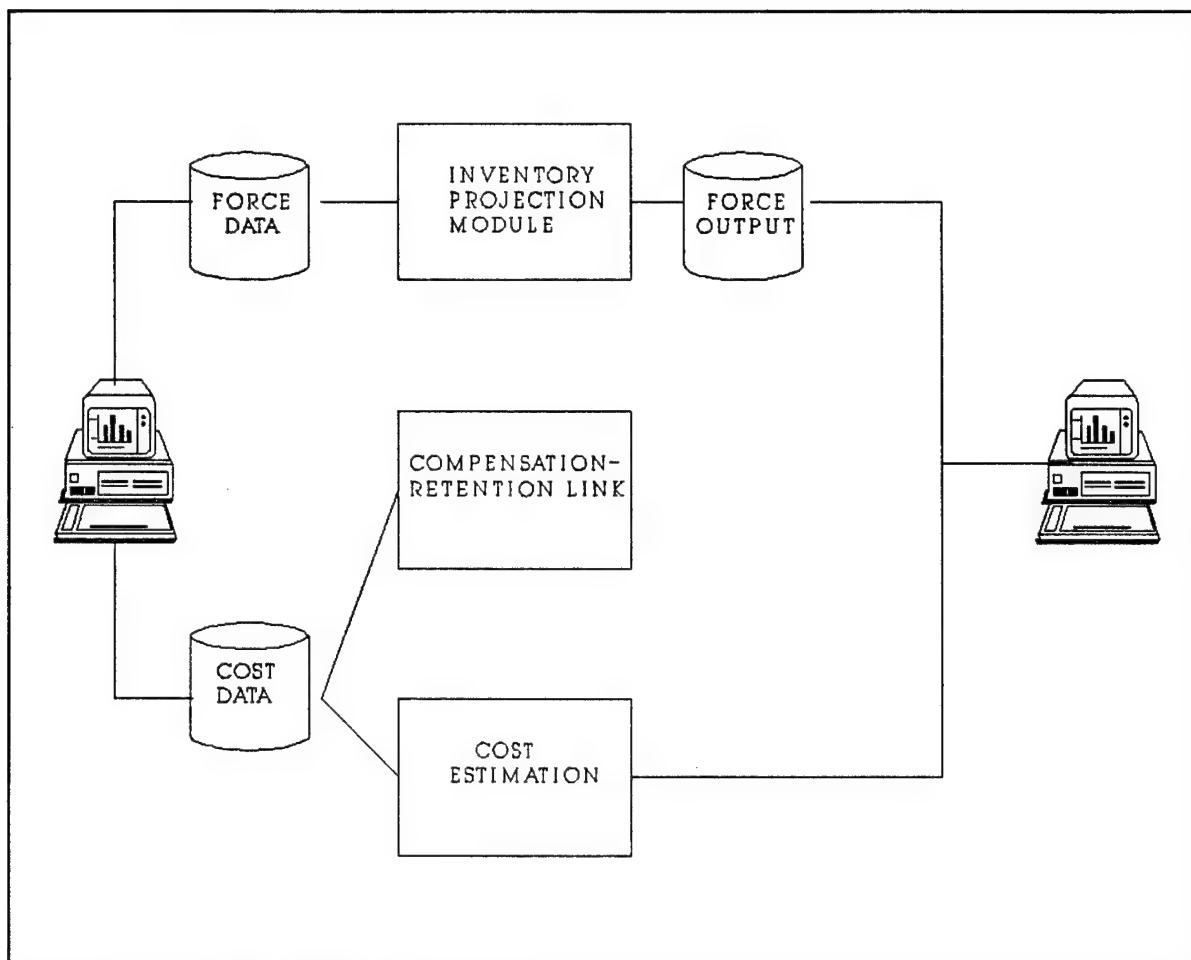 FORCE
DATA
INVENTORY
PROJECTION
MODULE
FORCE
OUTPUT
COMPENSATION-
RETENTION LINK
COST
DATA
COST
ESTIMATION